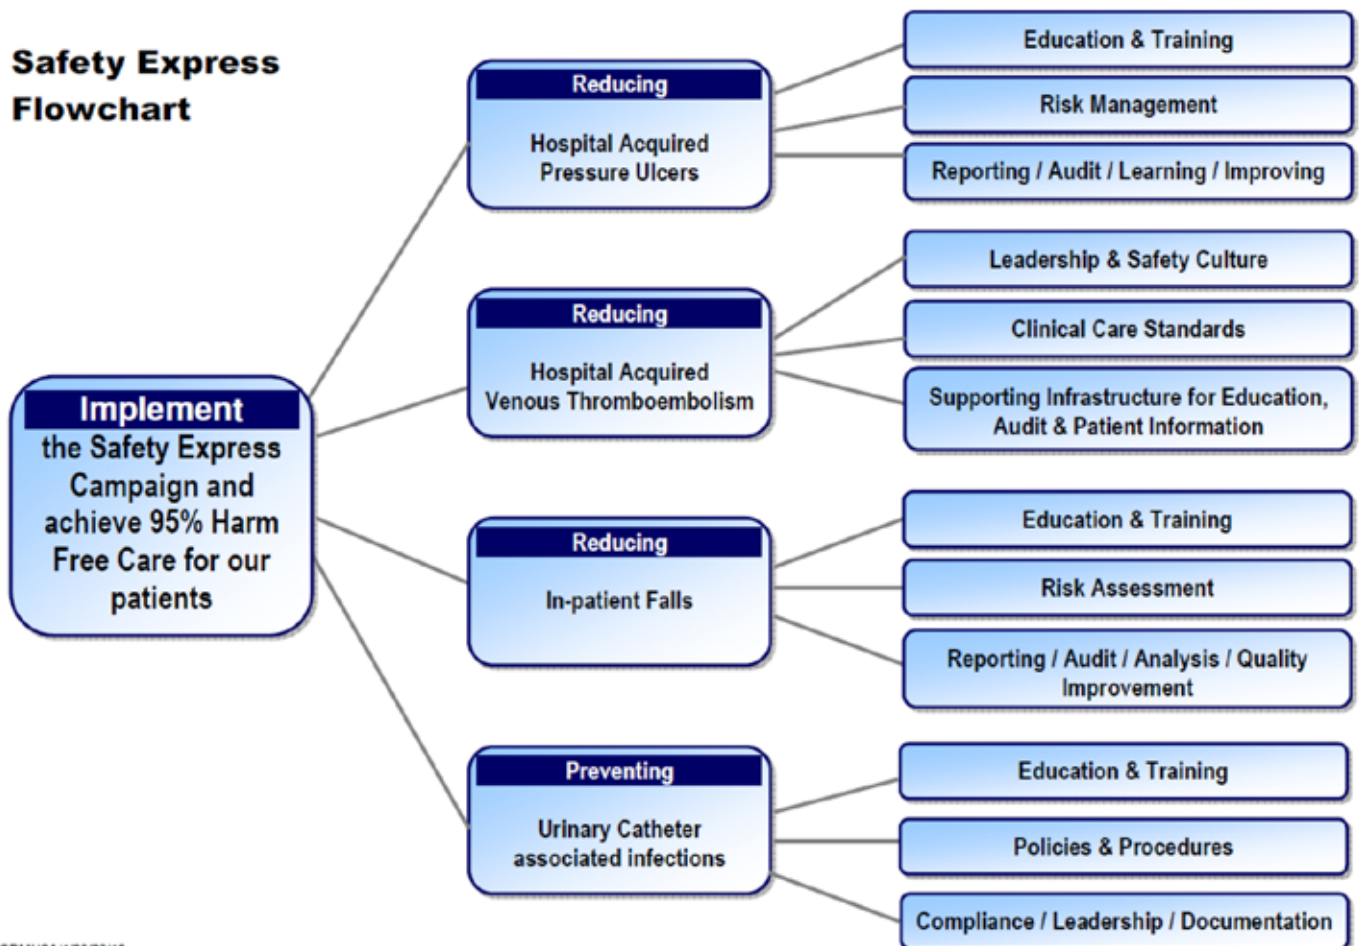 Safety Express
Flowchart
Implement
the Safety Express
Campaign and
achieve 95% Harm
Free Care for our
patients
Reducing
Hospital Acquired
Pressure Ulcers
Education & Training
Risk Management
Reporting / Audit / Learning / Improving
Reducing
Hospital Acquired
Venous Thromboembolism
Leadership & Safety Culture
Clinical Care Standards
Supporting Infrastructure for Education,
Audit & Patient Information
Reducing
In-patient Falls
Education & Training
Risk Assessment
Reporting / Audit / Analysis / Quality
Improvement
Preventing
Urinary Catheter
associated infections
Education & Training
Policies & Procedures
Compliance / Leadership / Documentation